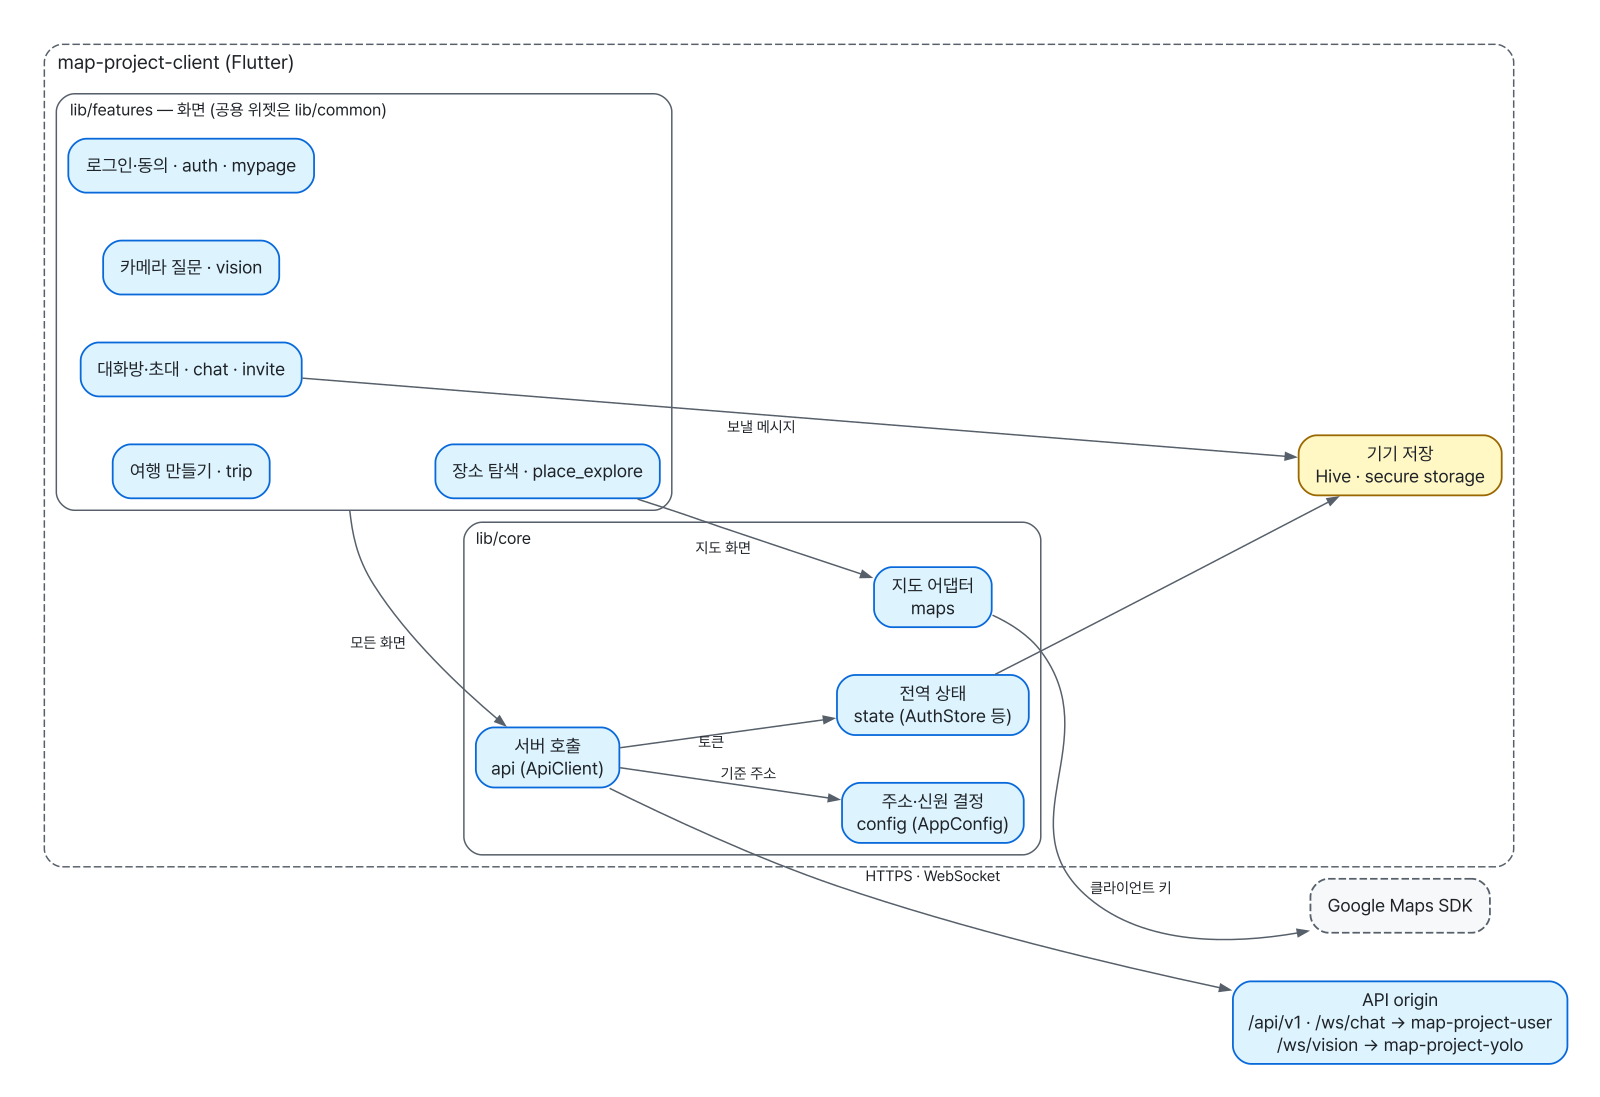 map-project-client (Flutter)
lib/features — 화면 (공용 위젯은 lib/common)
로그인·동의 · auth · mypage
카메라 질문 · vision
대화방·초대 · chat · invite
보낼 메시지
기기 저장
Hive · secure storage
여행 만들기 · trip
장소 탐색 · place_explore
lib/core
지도 화면
지도 어댑터
maps
모든 화면
전역 상태
state (AuthStore 등)
서버 호출
api (ApiClient)
토큰
기준 주소
주소·신원 결정
config (AppConfig)
HTTPS · WebSocket
클라이언트 키
Google Maps SDK
API origin
/api/v1 · /ws/chat → map-project-user
/ws/vision → map-project-yolo